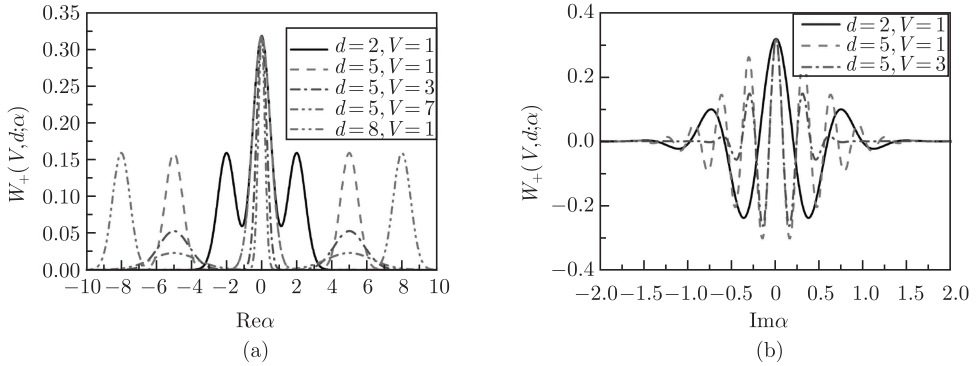 0.35
0.30
0.25
0.20
0.15
0.10
0.05
0.00
W₊(V,d;α)
d=2,V=1
d=5,V=1
d=5,V=3
d=5,V=7
d=8,V=1
−10 −8 −6 −4 −2 0 2 4 6 8 10
Reα
(a)
0.4
0.2
0.0
−0.2
−0.4
W₊(V,d;α)
d=2,V=1
d=5,V=1
d=5,V=3
−2.0 −1.5 −1.0 −0.5 0 0.5 1.0 1.5 2.0
Imα
(b)